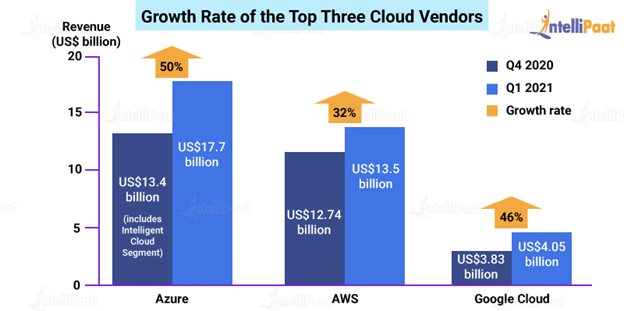 Growth Rate of the Top Three Cloud Vendors
IntelliPaat
Revenue
(US$ billion)
20
15
10
5
0
Q4 2020
Q1 2021
Growth rate
50%
US$17.7
billion
US$13.4
billion
(includes
Intelligent
Cloud
Segment)
32%
US$13.5
billion
US$12.74
billion
46%
US$4.05
billion
US$3.83
billion
Azure
AWS
Google Cloud